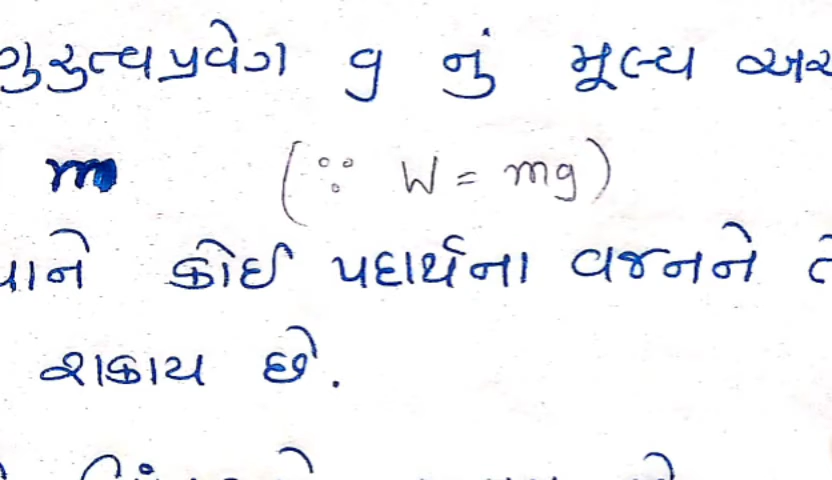 ગુરુત્વપ્રવેગ g નું મૂલ્ય
m (∵ W = mg)
કોઈ પદાર્થના વજનને
શકાય છે.